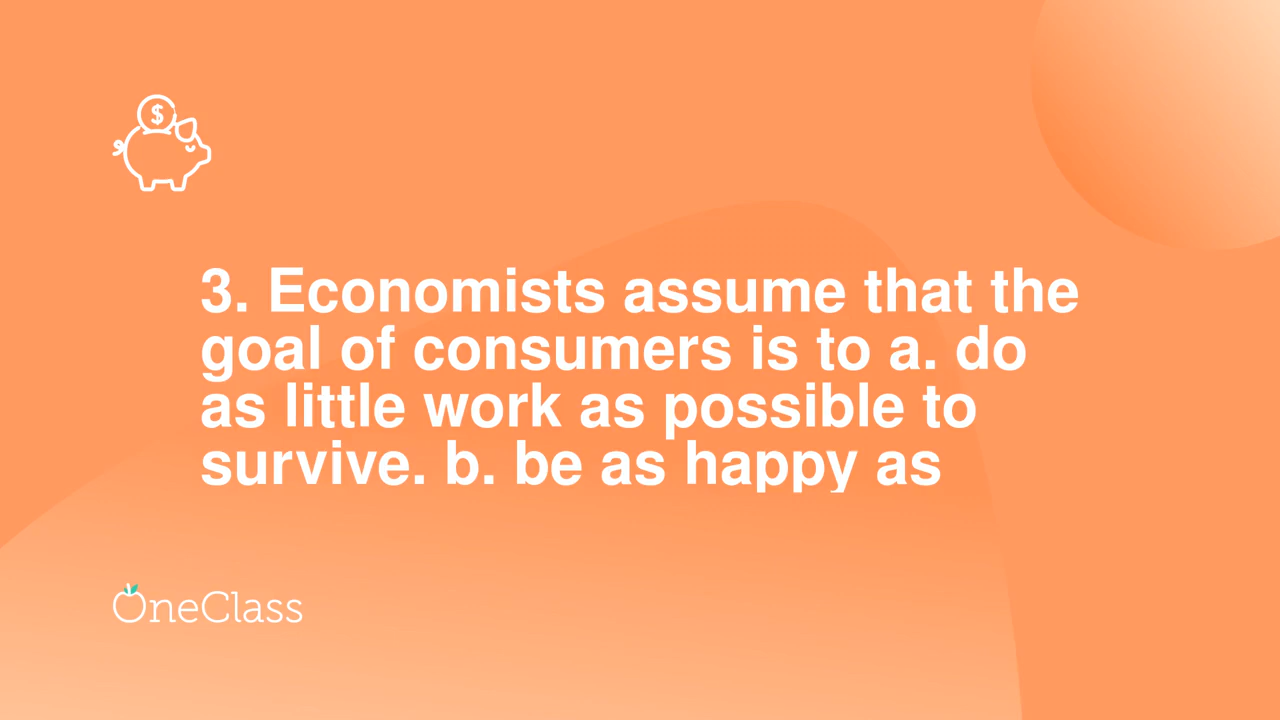 $
3. Economists assume that the
goal of consumers is to a. do
as little work as possible to
survive. b. be as happy as
OneClass